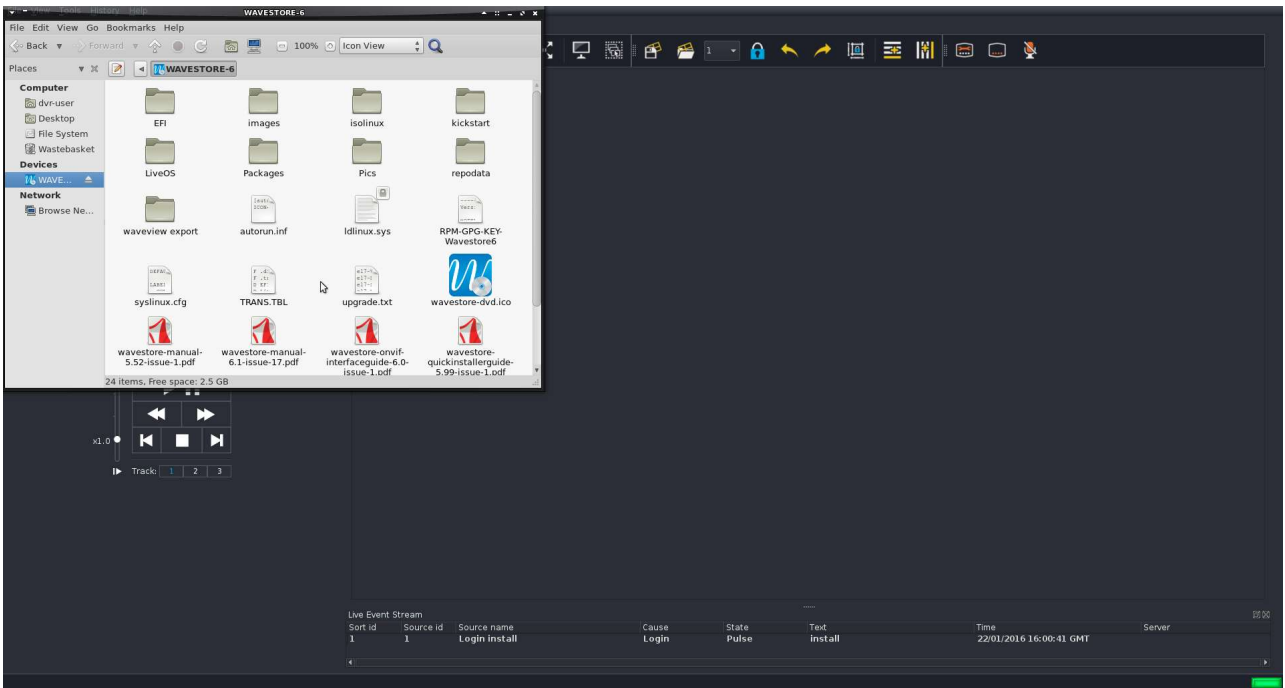 File View Tools History Help
WAVESTORE-6
File Edit View Go Bookmarks Help
Back Forward 100% Icon View
1
Places WAVESTORE-6
Computer
dvr-user
Desktop
File System
Wastebasket
Devices
WAVE...
Network
Browse Ne...
EFI images isolinux kickstart
LiveOS Packages Pics repodata
waveview export autorun.inf ldlinux.sys RPM-GPG-KEY-
Wavestore6
syslinux.cfg TRANS.TBL upgrade.txt wavestore-dvd.ico
wavestore-manual- wavestore-manual- wavestore-onvif- wavestore-
5.52-issue-1.pdf 6.1-issue-17.pdf interfaceguide-6.0- quickinstallerguide-
issue-1.pdf 5.99-issue-1.pdf
24 items, Free space: 2.5 GB
x1.0
Track: 1 2 3
Live Event Stream
Sort id Source id Source name Cause State Text Time Server
1 1 Login install Login Pulse install 22/01/2016 16:00:41 GMT